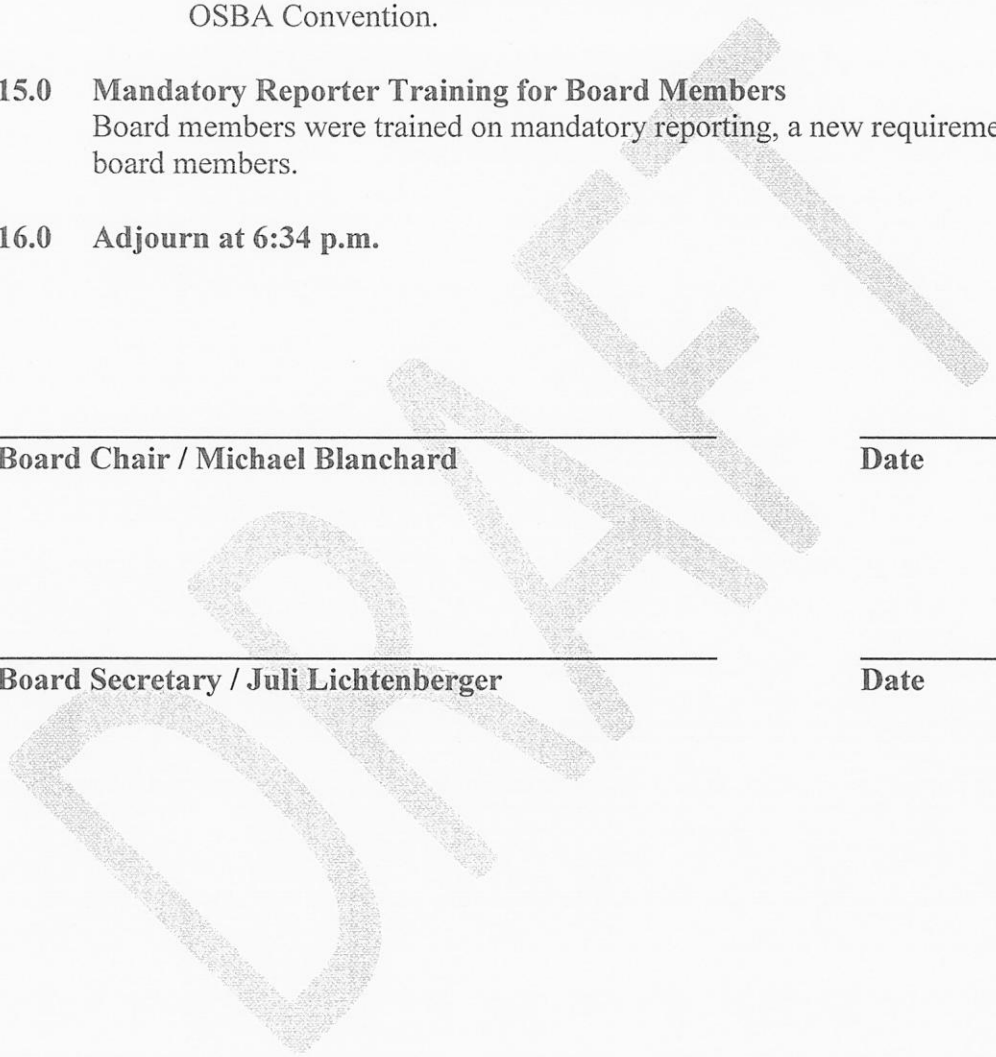 OSBA Convention.
15.0 Mandatory Reporter Training for Board Members
Board members were trained on mandatory reporting, a new requireme
board members.
16.0 Adjourn at 6:34 p.m.
Board Chair / Michael Blanchard Date
Board Secretary / Juli Lichtenberger Date
DRAFT